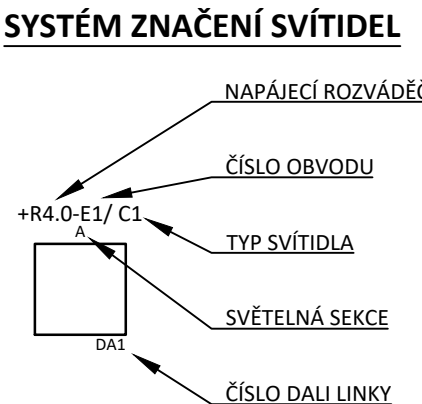 SYSTÉM ZNAČENÍ SVÍTIDEL
NAPÁJECÍ ROZVÁDĚČ
ČÍSLO OBVODU
+R4.0-E1/ C1
A
TYP SVÍTIDLA
SVĚTELNÁ SEKCE
DA1
ČÍSLO DALI LINKY